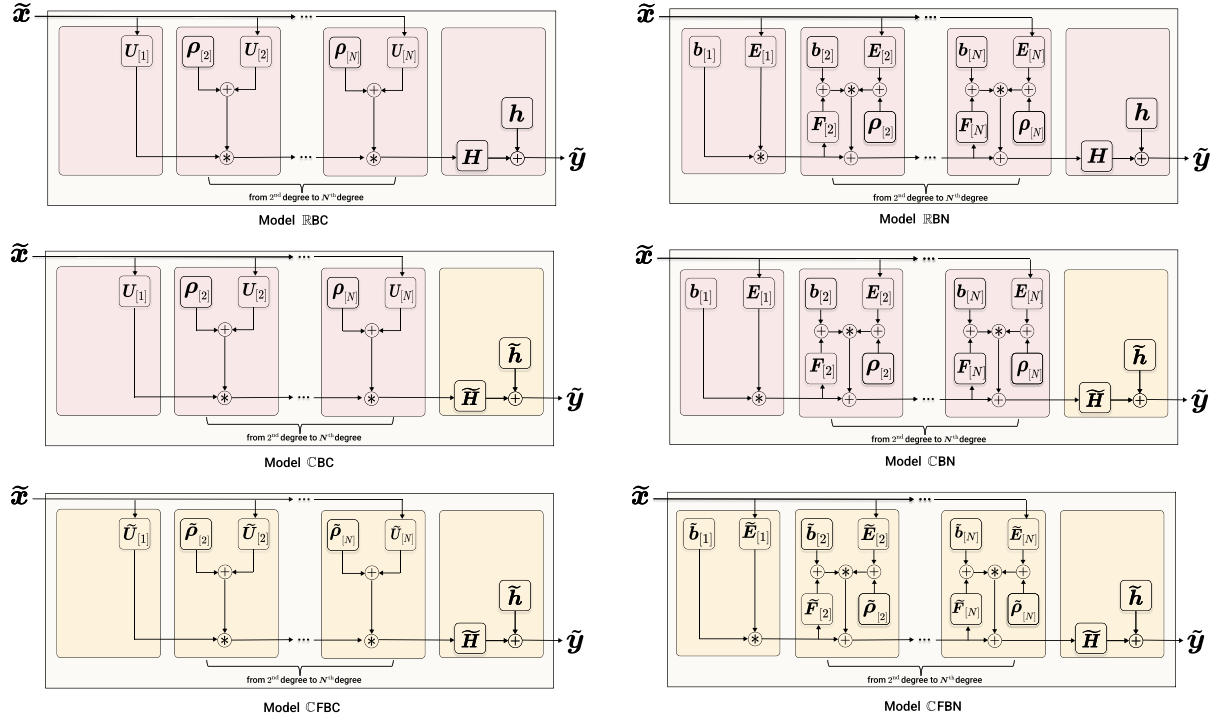 x̃ ... x̃ ...
U[1] ρ[2] U[2] ρ[N] U[N] b[1] E[1] b[2] E[2] b[N] E[N]
+ + + * + + * +
h F[2] ρ[2] F[N] ρ[N] h
* ... * H + ỹ * + ... + H + ỹ
from 2nd degree to Nth degree from 2nd degree to Nth degree
Model ℝBC Model ℝBN
x̃ ... x̃ ...
U[1] ρ[2] U[2] ρ[N] U[N] b[1] E[1] b[2] E[2] b[N] E[N]
+ + + * + + * +
h̃ F[2] ρ[2] F[N] ρ[N] h̃
* ... * H̃ + ỹ * + ... + H̃ + ỹ
from 2nd degree to Nth degree from 2nd degree to Nth degree
Model ℂBC Model ℂBN
x̃ ... x̃ ...
Ũ[1] ρ̃[2] Ũ[2] ρ̃[N] Ũ[N] b̃[1] Ẽ[1] b̃[2] Ẽ[2] b̃[N] Ẽ[N]
+ + + * + + * +
h̃ F̃[2] ρ̃[2] F̃[N] ρ̃[N] h̃
* ... * H̃ + ỹ * + ... + H̃ + ỹ
from 2nd degree to Nth degree from 2nd degree to Nth degree
Model ℂFBC Model ℂFBN